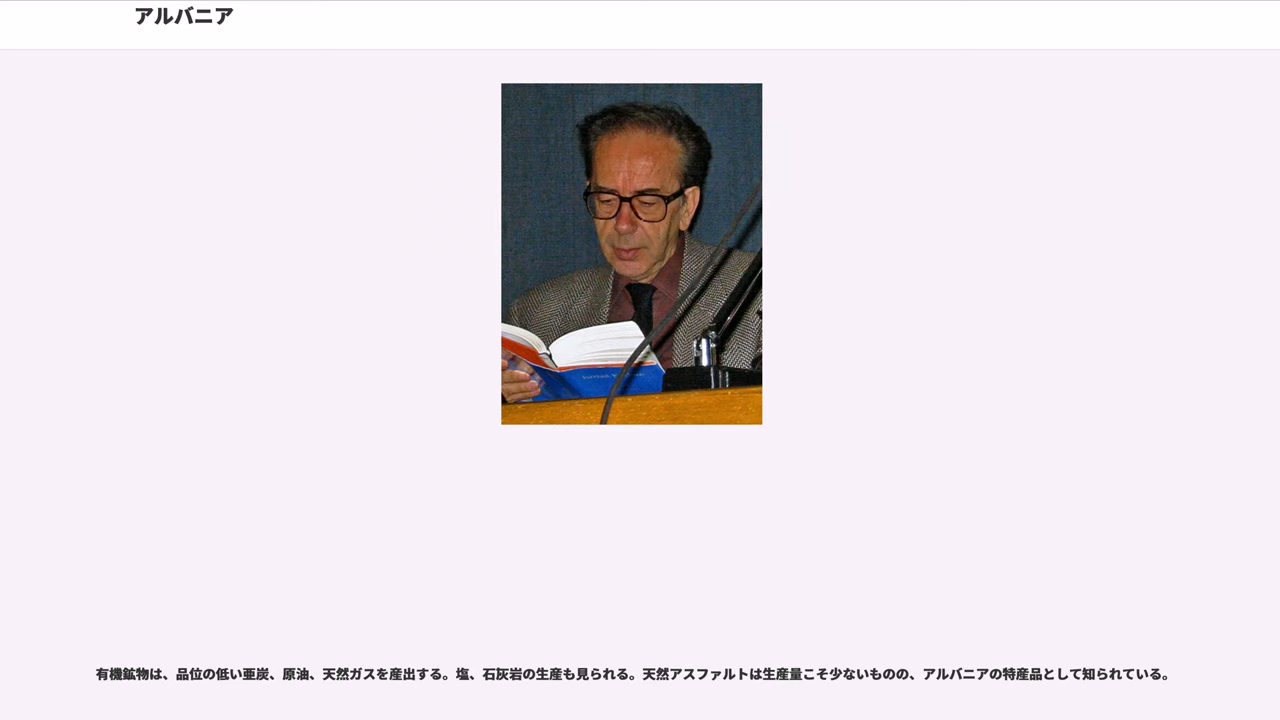 アルバニア
有機鉱物は、品位の低い亜炭、原油、天然ガスを産出する。塩、石灰岩の生産も見られる。天然アスファルトは生産量こそ少ないものの、アルバニアの特産品として知られている。